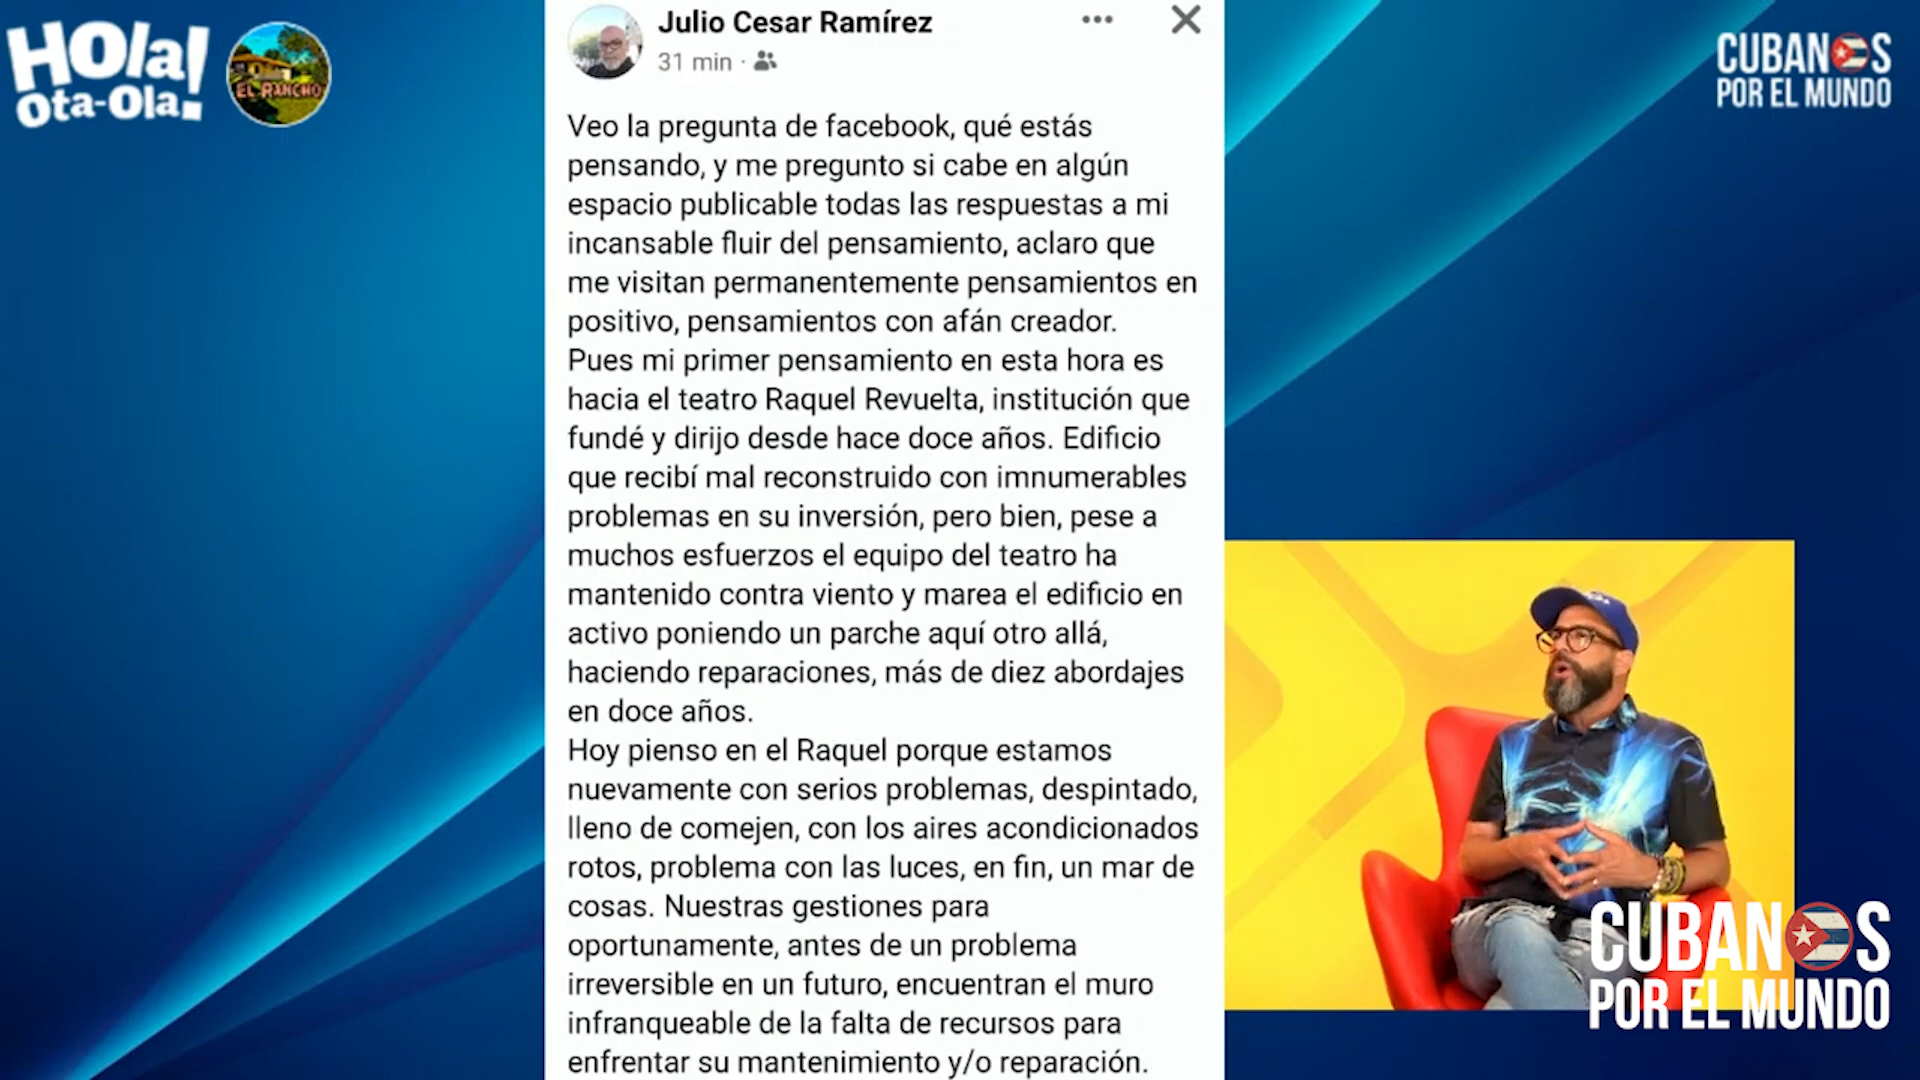 Hola!
Ota-Ola!
EL RANCHO
CUBANOS
POR EL MUNDO
Julio Cesar Ramírez
31 min ·
Veo la pregunta de facebook, qué estás
pensando, y me pregunto si cabe en algún
espacio publicable todas las respuestas a mi
incansable fluir del pensamiento, aclaro que
me visitan permanentemente pensamientos en
positivo, pensamientos con afán creador.
Pues mi primer pensamiento en esta hora es
hacia el teatro Raquel Revuelta, institución que
fundé y dirijo desde hace doce años. Edificio
que recibí mal reconstruido con imnumerables
problemas en su inversión, pero bien, pese a
muchos esfuerzos el equipo del teatro ha
mantenido contra viento y marea el edificio en
activo poniendo un parche aquí otro allá,
haciendo reparaciones, más de diez abordajes
en doce años.
Hoy pienso en el Raquel porque estamos
nuevamente con serios problemas, despintado,
lleno de comejen, con los aires acondicionados
rotos, problema con las luces, en fin, un mar de
cosas. Nuestras gestiones para
oportunamente, antes de un problema
irreversible en un futuro, encuentran el muro
infranqueable de la falta de recursos para
enfrentar su mantenimiento y/o reparación.
CUBANOS
POR EL MUNDO